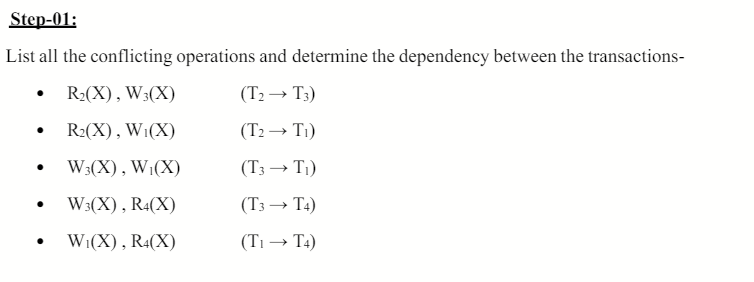 Step-01:
List all the conflicting operations and determine the dependency between the transactions-
• R₂(X) , W₃(X) (T₂ → T₃)
• R₂(X) , W₁(X) (T₂ → T₁)
• W₃(X) , W₁(X) (T₃ → T₁)
• W₃(X) , R₄(X) (T₃ → T₄)
• W₁(X) , R₄(X) (T₁ → T₄)